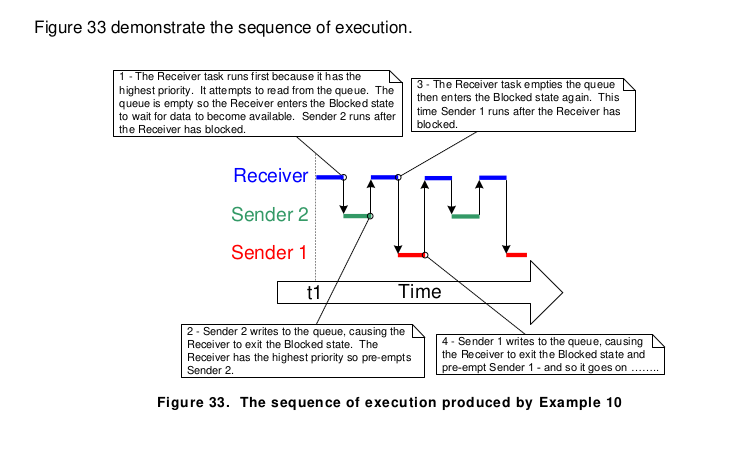 Figure 33 demonstrate the sequence of execution.
1 - The Receiver task runs first because it has the
highest priority. It attempts to read from the queue. The
queue is empty so the Receiver enters the Blocked state
to wait for data to become available. Sender 2 runs after
the Receiver has blocked.
3 - The Receiver task empties the queue
then enters the Blocked state again. This
time Sender 1 runs after the Receiver has
blocked.
Receiver
Sender 2
Sender 1
t1
Time
2 - Sender 2 writes to the queue, causing the
Receiver to exit the Blocked state. The
Receiver has the highest priority so pre-empts
Sender 2.
4 - Sender 1 writes to the queue, causing
the Receiver to exit the Blocked state and
pre-empt Sender 1 - and so it goes on ........
Figure 33. The sequence of execution produced by Example 10